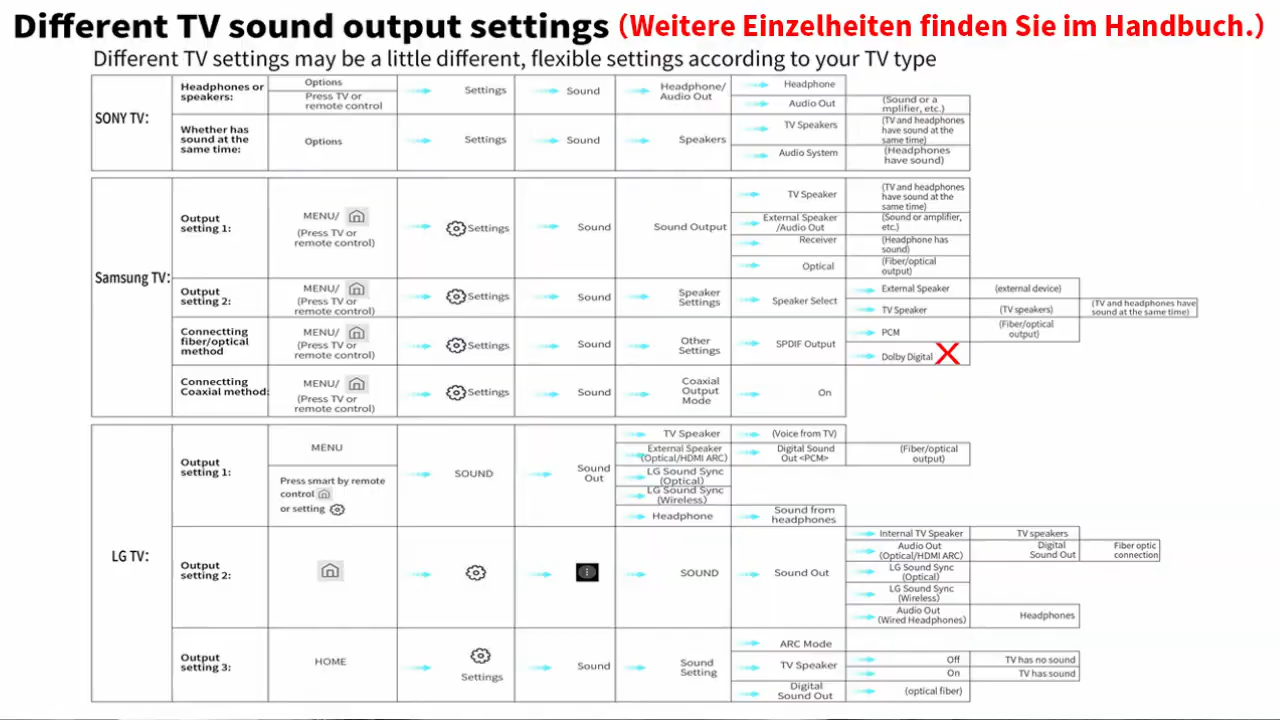 Different TV sound output settings (Weitere Einzelheiten finden Sie im Handbuch.)
Different TV settings may be a little different, flexible settings according to your TV type
SONY TV:
Headphones or
speakers:
Options
Press TV or
remote control
Settings
Sound
Headphone/
Audio Out
Headphone
Audio Out
(Sound or a
mplifier, etc.)
Whether has
sound at the
same time:
Options
Settings
Sound
Speakers
TV Speakers
(TV and headphones
have sound at the
same time)
Audio System
(Headphones
have sound)
Samsung TV:
Output
setting 1:
MENU/
(Press TV or
remote control)
Settings
Sound
Sound Output
TV Speaker
(TV and headphones
have sound at the
same time)
External Speaker
/Audio Out
(Sound or amplifier,
etc.)
Receiver
(Headphone has
sound)
Optical
(Fiber/optical
output)
Output
setting 2:
MENU/
(Press TV or
remote control)
Settings
Sound
Speaker
Settings
Speaker Select
External Speaker
(external device)
TV Speaker
(TV speakers)
(TV and headphones have
sound at the same time)
Connectting
fiber/optical
method
MENU/
(Press TV or
remote control)
Settings
Sound
Other
Settings
SPDIF Output
PCM
(Fiber/optical
output)
Dolby Digital
Connectting
Coaxial method:
MENU/
(Press TV or
remote control)
Settings
Sound
Coaxial
Output
Mode
On
LG TV:
Output
setting 1:
MENU
Press smart by remote
control
or setting
SOUND
Sound
Out
TV Speaker
(Voice from TV)
External Speaker
(Optical/HDMI ARC)
Digital Sound
Out <PCM>
(Fiber/optical
output)
LG Sound Sync
(Optical)
LG Sound Sync
(Wireless)
Headphone
Sound from
headphones
Output
setting 2:
SOUND
Sound Out
Internal TV Speaker
TV speakers
Audio Out
(Optical/HDMI ARC)
Digital
Sound Out
Fiber optic
connection
LG Sound Sync
(Optical)
LG Sound Sync
(Wireless)
Audio Out
(Wired Headphones)
Headphones
Output
setting 3:
HOME
Settings
Sound
Sound
Setting
ARC Mode
TV Speaker
Off
TV has no sound
On
TV has sound
Digital
Sound Out
(optical fiber)